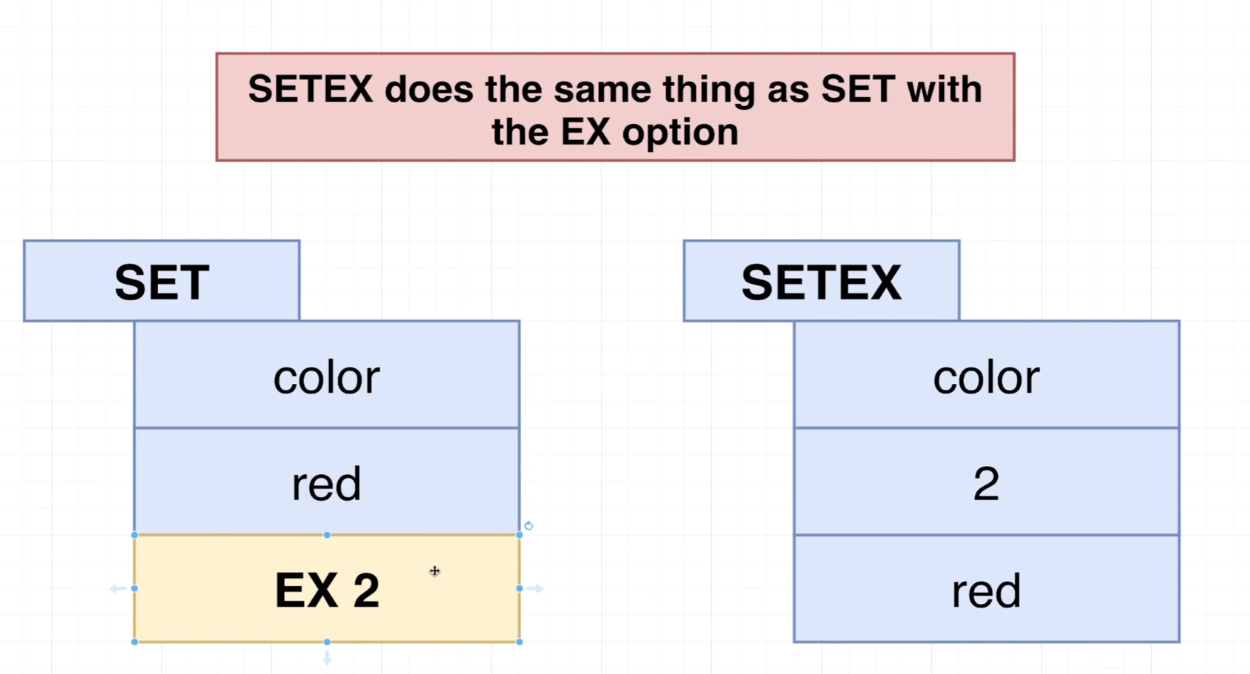 SETEX does the same thing as SET with
the EX option
SET
color
red
EX 2
SETEX
color
2
red